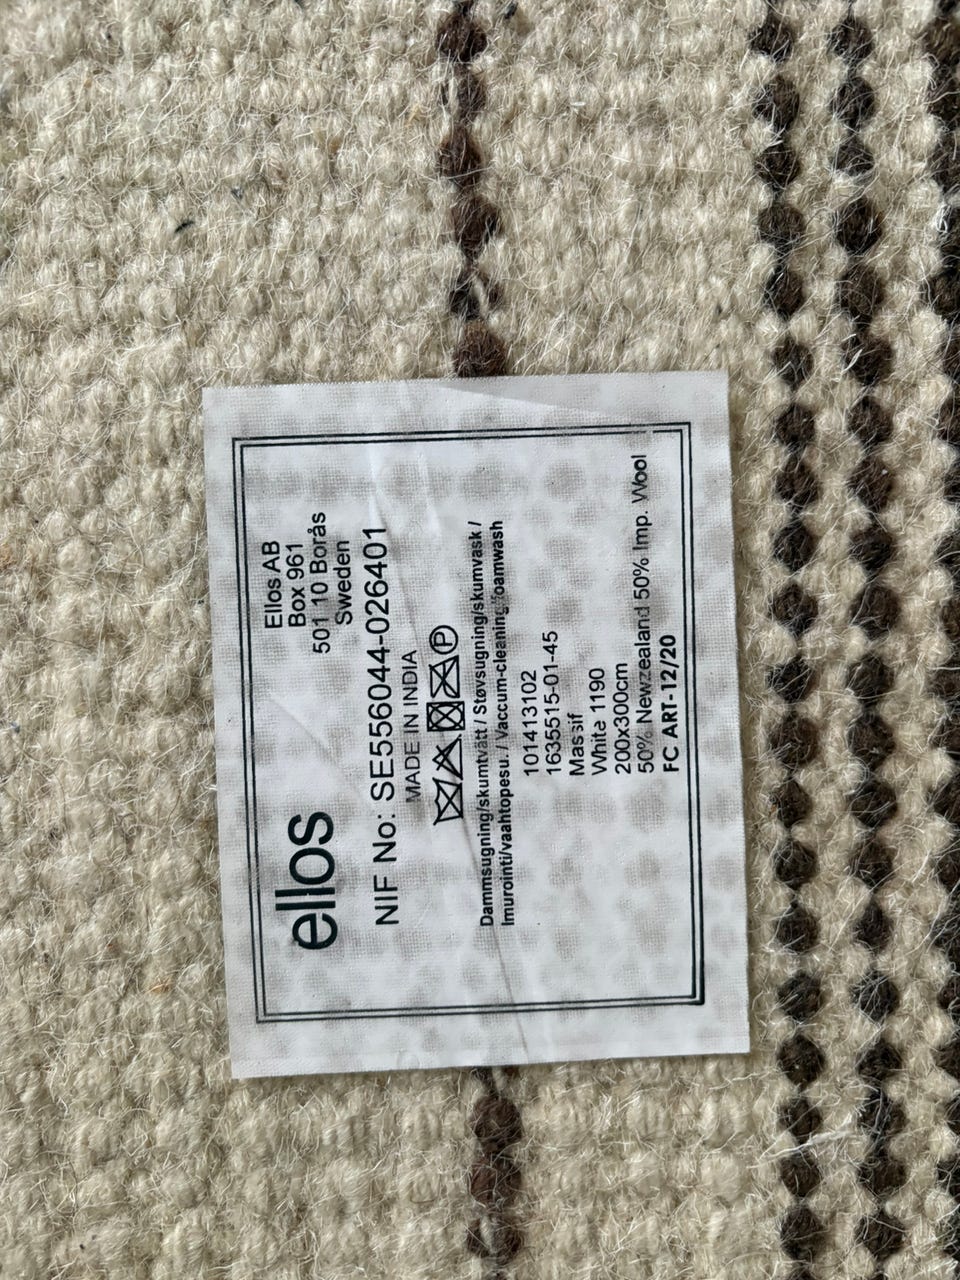 ellos
Ellos AB
Box 961
501 10 Borås
Sweden
NIF No: SE556044-026401
MADE IN INDIA
P
Dammsugning/skumtvätt / Støvsugning/skumvask /
Imurointi/vaahtopesu. / Vaccum-cleaning/foamwash
101413102
1635515-01-45
Massif
White 1190
200x300cm
50% Newzealand 50% Imp. Wool
FC ART-12/20